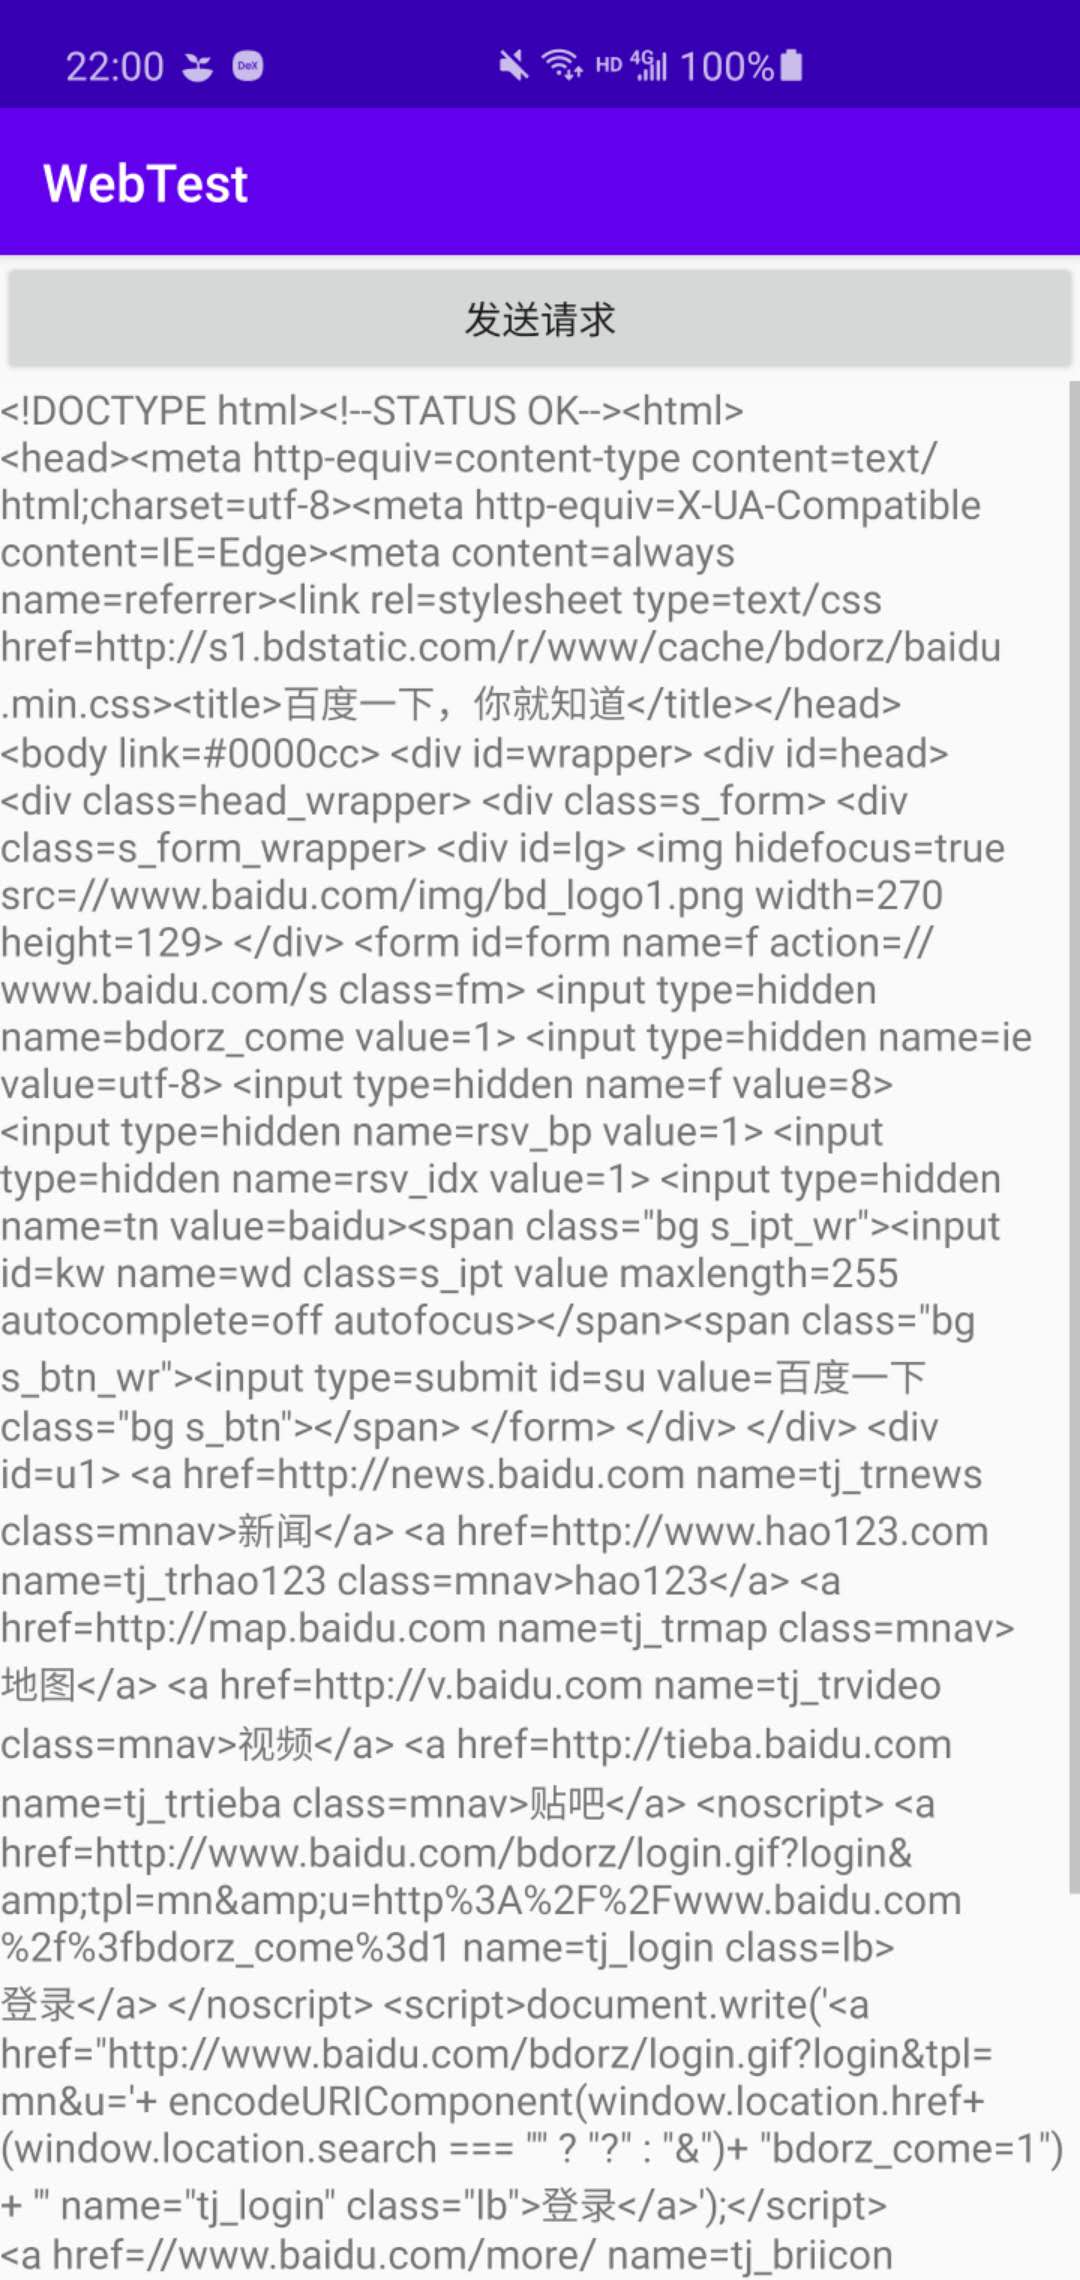 22:00 DeX HD 4G 100%
WebTest
发送请求
<!DOCTYPE html><!--STATUS OK--><html>
<head><meta http-equiv=content-type content=text/
html;charset=utf-8><meta http-equiv=X-UA-Compatible
content=IE=Edge><meta content=always
name=referrer><link rel=stylesheet type=text/css
href=http://s1.bdstatic.com/r/www/cache/bdorz/baidu
.min.css><title>百度一下，你就知道</title></head>
<body link=#0000cc> <div id=wrapper> <div id=head>
<div class=head_wrapper> <div class=s_form> <div
class=s_form_wrapper> <div id=lg> <img hidefocus=true
src=//www.baidu.com/img/bd_logo1.png width=270
height=129> </div> <form id=form name=f action=//
www.baidu.com/s class=fm> <input type=hidden
name=bdorz_come value=1> <input type=hidden name=ie
value=utf-8> <input type=hidden name=f value=8>
<input type=hidden name=rsv_bp value=1> <input
type=hidden name=rsv_idx value=1> <input type=hidden
name=tn value=baidu><span class="bg s_ipt_wr"><input
id=kw name=wd class=s_ipt value maxlength=255
autocomplete=off autofocus></span><span class="bg
s_btn_wr"><input type=submit id=su value=百度一下
class="bg s_btn"></span> </form> </div> </div> <div
id=u1> <a href=http://news.baidu.com name=tj_trnews
class=mnav>新闻</a> <a href=http://www.hao123.com
name=tj_trhao123 class=mnav>hao123</a> <a
href=http://map.baidu.com name=tj_trmap class=mnav>
地图</a> <a href=http://v.baidu.com name=tj_trvideo
class=mnav>视频</a> <a href=http://tieba.baidu.com
name=tj_trtieba class=mnav>贴吧</a> <noscript> <a
href=http://www.baidu.com/bdorz/login.gif?login&
amp;tpl=mn&amp;u=http%3A%2F%2Fwww.baidu.com
%2f%3fbdorz_come%3d1 name=tj_login class=lb>
登录</a> </noscript> <script>document.write('<a
href="http://www.baidu.com/bdorz/login.gif?login&tpl=
mn&u='+ encodeURIComponent(window.location.href+
(window.location.search === "" ? "?" : "&")+ "bdorz_come=1")
+ '" name="tj_login" class="lb">登录</a>');</script>
<a href=//www.baidu.com/more/ name=tj_briicon